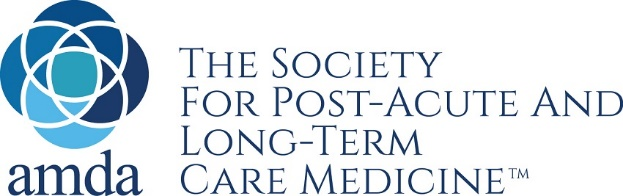 amda
The Society
For Post-Acute And
Long-Term
Care Medicine™